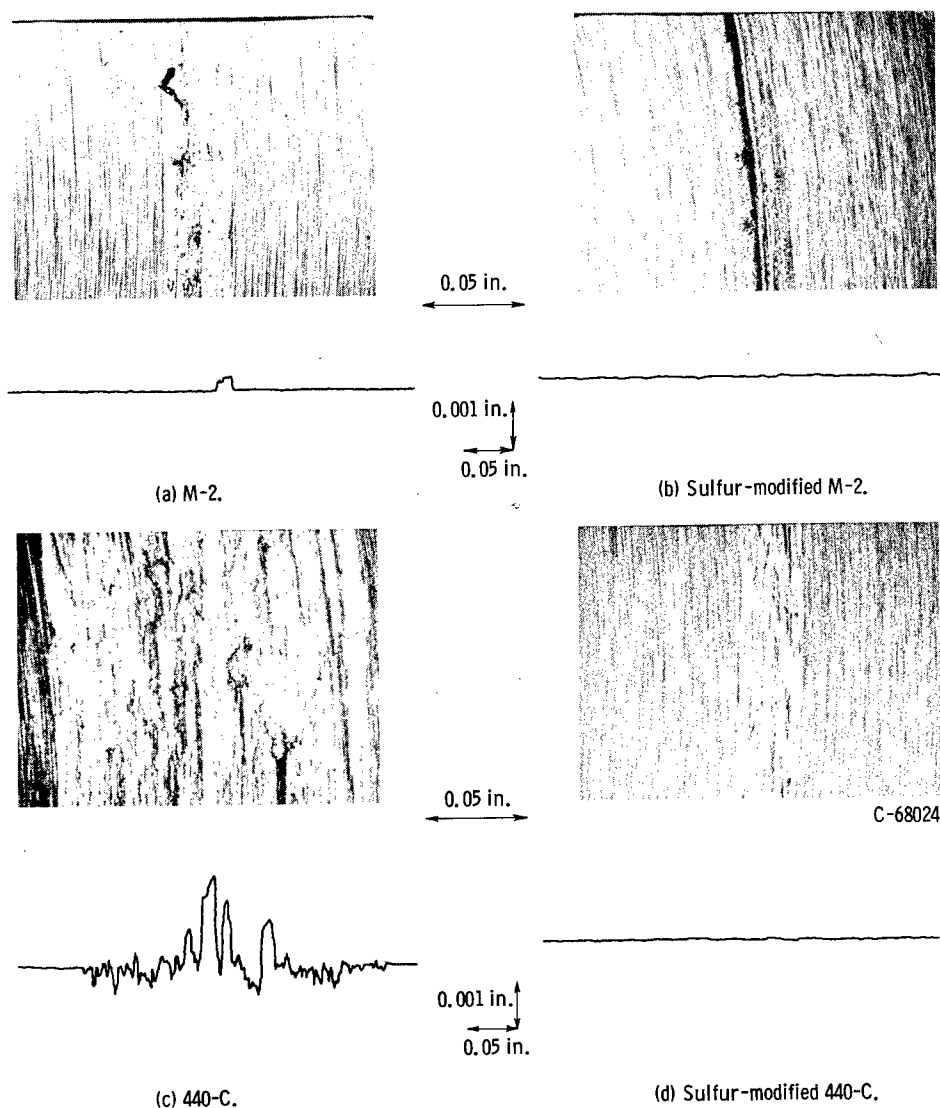 0.05 in.
0.001 in.
0.05 in.
(a) M-2.
(b) Sulfur-modified M-2.
0.05 in.
C-68024
0.001 in.
0.05 in.
(c) 440-C.
(d) Sulfur-modified 440-C.